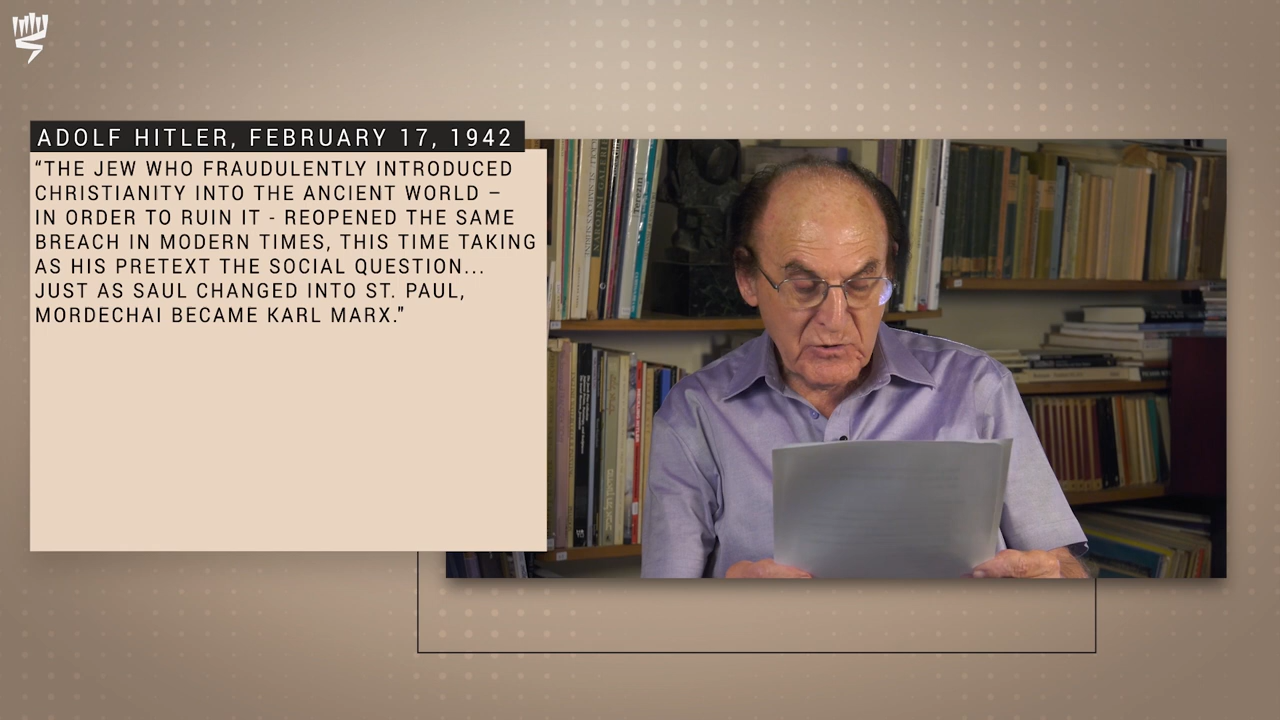 ADOLF HITLER, FEBRUARY 17, 1942
“THE JEW WHO FRAUDULENTLY INTRODUCED
CHRISTIANITY INTO THE ANCIENT WORLD –
IN ORDER TO RUIN IT - REOPENED THE SAME
BREACH IN MODERN TIMES, THIS TIME TAKING
AS HIS PRETEXT THE SOCIAL QUESTION...
JUST AS SAUL CHANGED INTO ST. PAUL,
MORDECHAI BECAME KARL MARX.”
Terezín